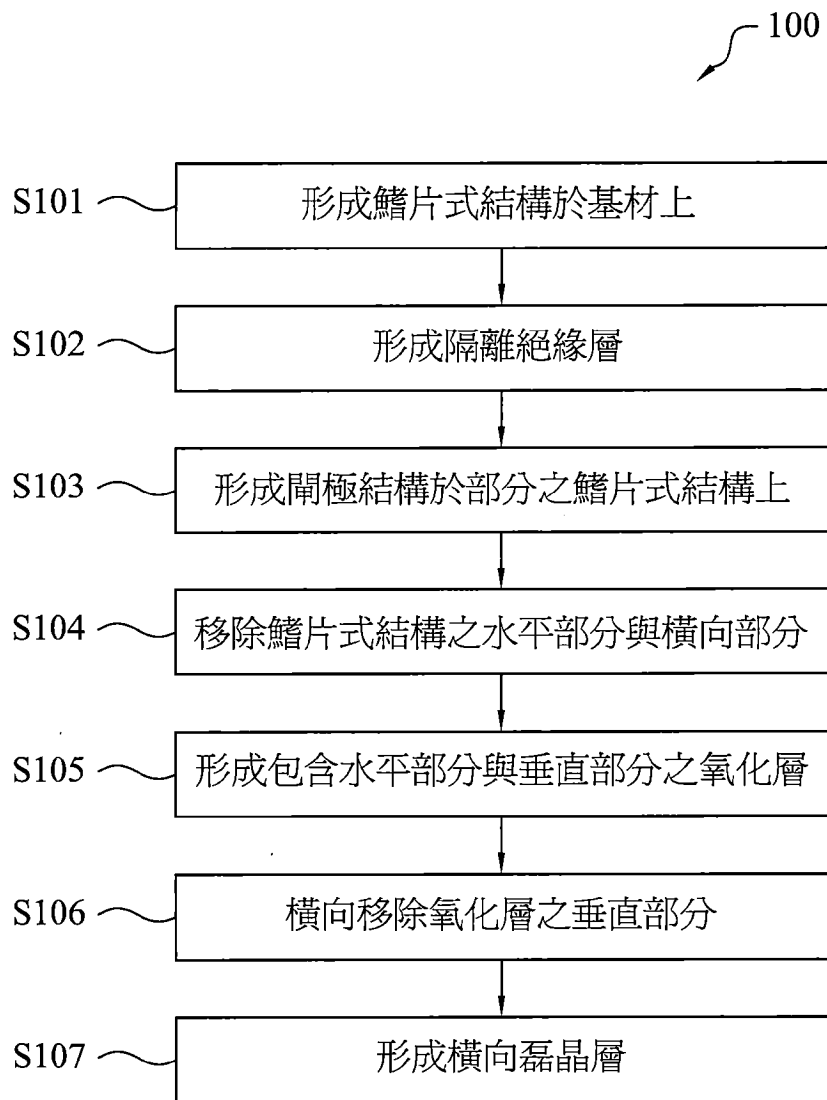 100
S101 形成鰭片式結構於基材上
S102 形成隔離絕緣層
S103 形成閘極結構於部分之鰭片式結構上
S104 移除鰭片式結構之水平部分與橫向部分
S105 形成包含水平部分與垂直部分之氧化層
S106 橫向移除氧化層之垂直部分
S107 形成橫向磊晶層